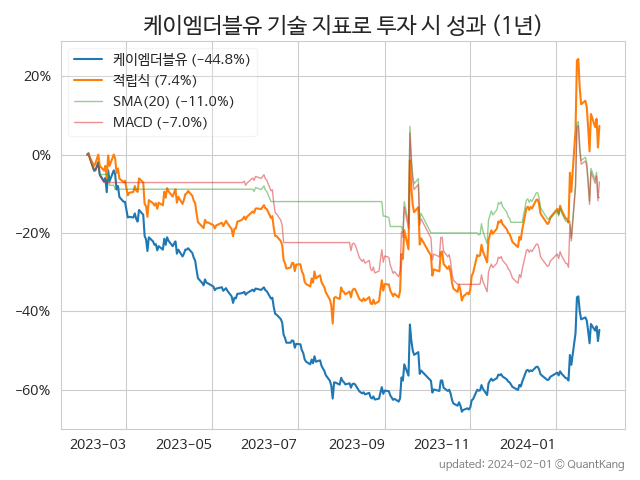 케이엠더블유 기술 지표로 투자 시 성과 (1년)
케이엠더블유 (−44.8%)
적립식 (7.4%)
SMA(20) (−11.0%)
MACD (−7.0%)
20%
0%
−20%
−40%
−60%
2023-03 2023-05 2023-07 2023-09 2023-11 2024-01
updated: 2024-02-01 © QuantKang